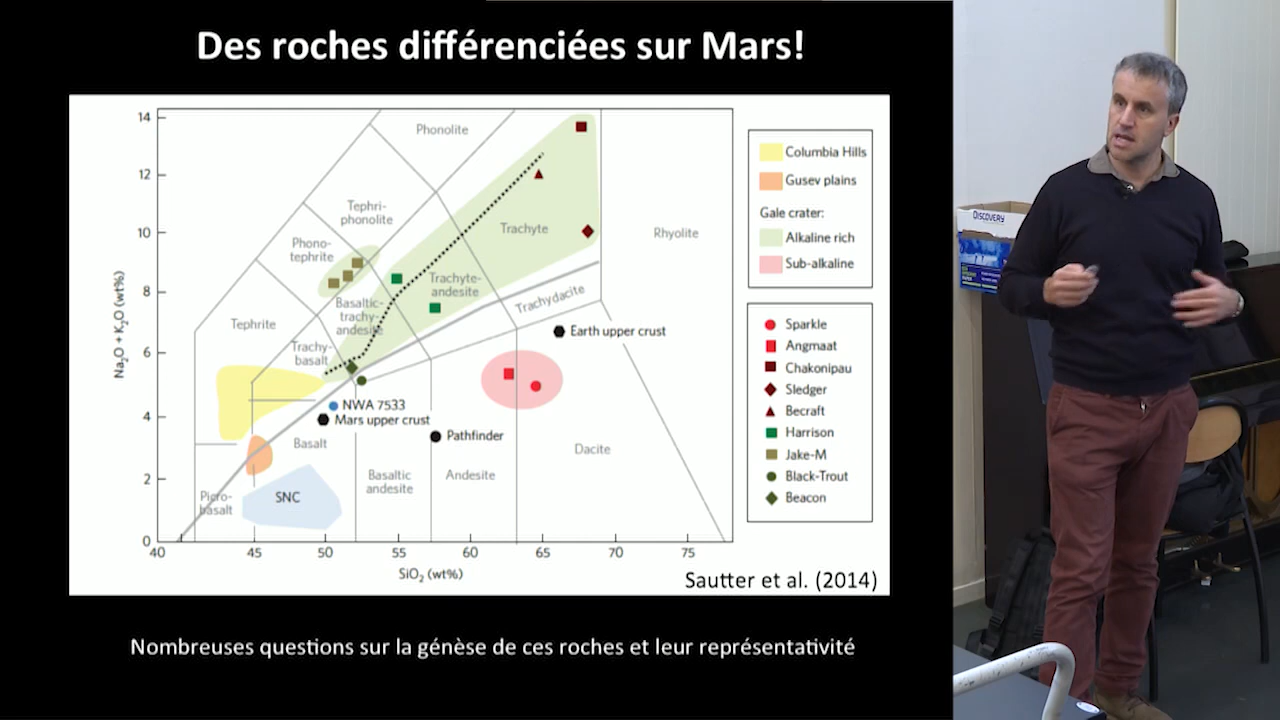 Des roches différenciées sur Mars!
14
12
10
8
6
4
2
0
Na₂O + K₂O (wt%)
40
45
50
55
60
65
70
75
SiO₂ (wt%)
Phonolite
Tephri-
phonolite
Phono-
tephrite
Tephrite
Trachyte
Rhyolite
Trachyte-
andesite
Basaltic-
trachy-
andesite
Trachydacite
Trachy-
basalt
Earth upper crust
NWA 7533
Mars upper crust
Pathfinder
Basalt
Basaltic
andesite
Andesite
Dacite
Picro-
basalt
SNC
Columbia Hills
Gusev plains
Gale crater:
Alkaline rich
Sub-alkaline
Sparkle
Angmaat
Chakonipau
Sledger
Becraft
Harrison
Jake-M
Black-Trout
Beacon
Sautter et al. (2014)
Nombreuses questions sur la génèse de ces roches et leur représentativité
DISCOVERY